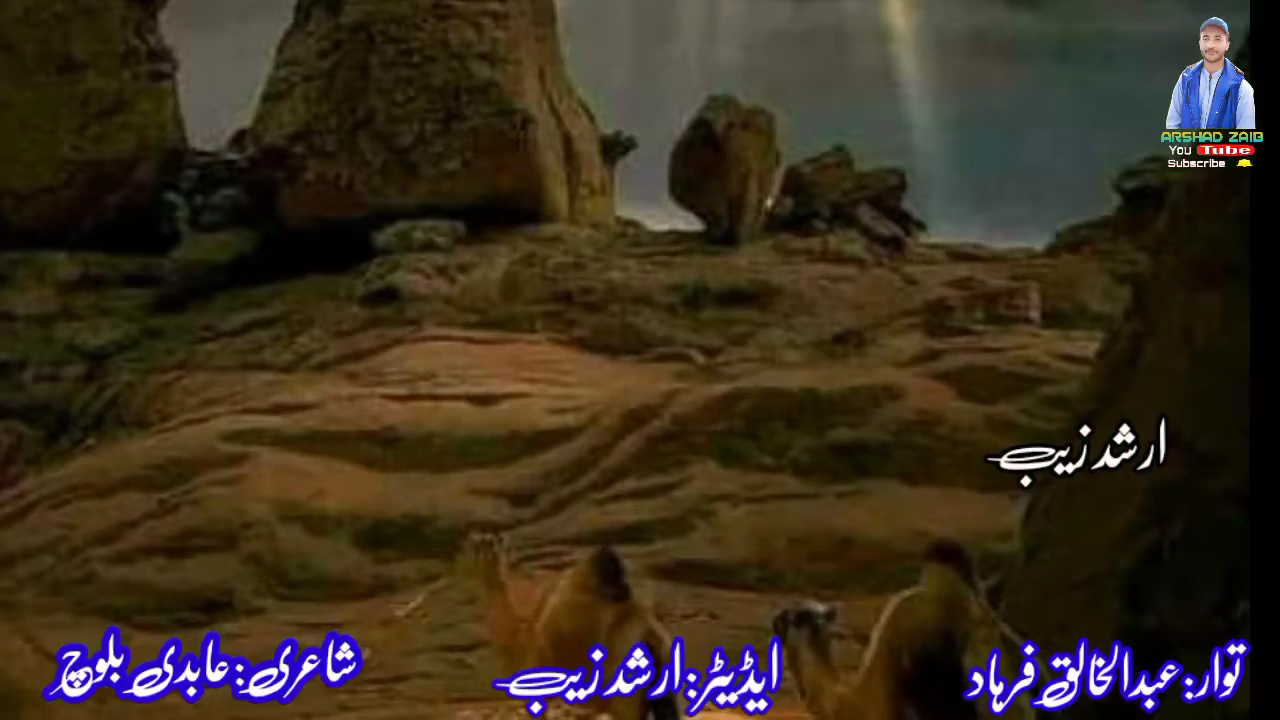 ARSHAD ZAIB
You Tube
Subscribe
ارشد زیب
توار: عبدالخالق فرہاد
ایڈیٹر: ارشد زیب
شاعری: عابدی بلوچ